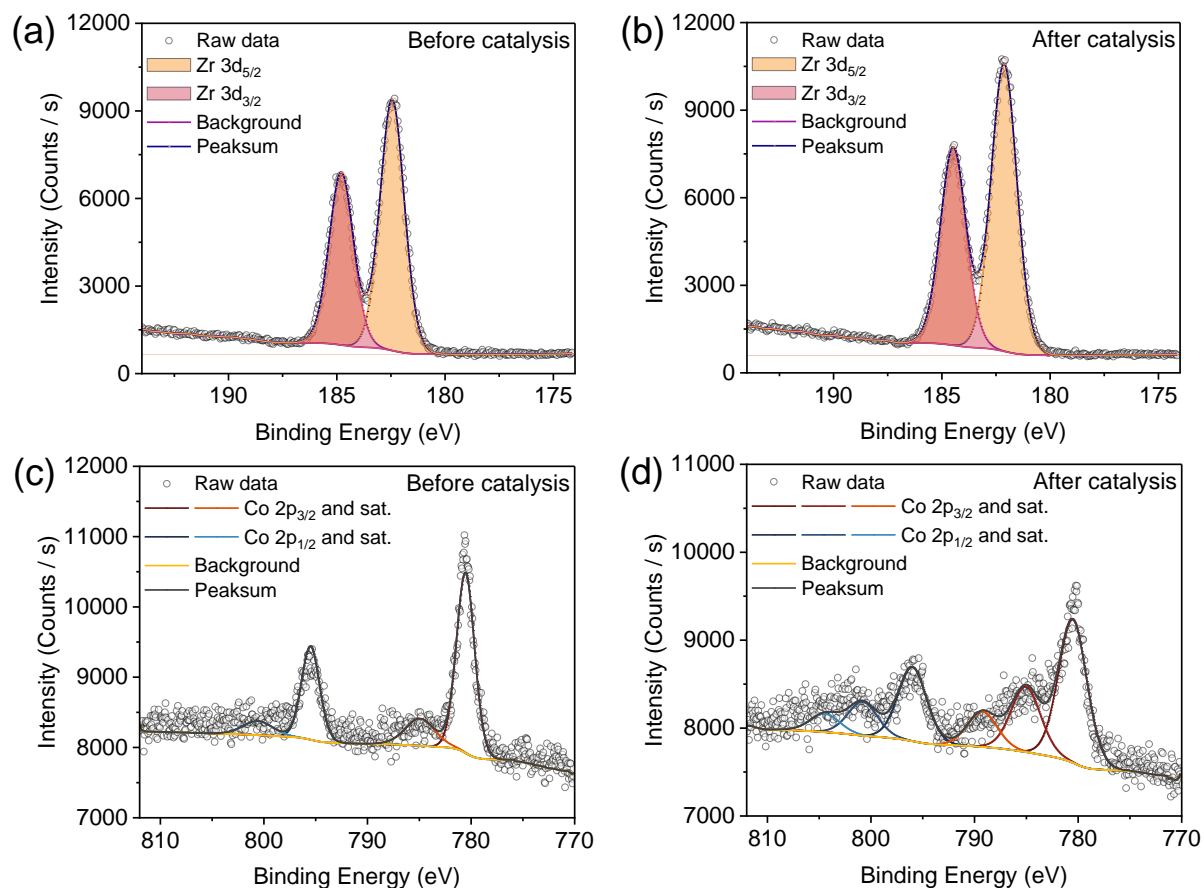 (a)
Before catalysis
Raw data
Zr 3d5/2
Zr 3d3/2
Background
Peaksum
12000
9000
6000
3000
0
Intensity (Counts / s)
190
185
180
175
Binding Energy (eV)
(b)
After catalysis
Raw data
Zr 3d5/2
Zr 3d3/2
Background
Peaksum
12000
9000
6000
3000
0
Intensity (Counts / s)
190
185
180
175
Binding Energy (eV)
(c)
Before catalysis
Raw data
Co 2p3/2 and sat.
Co 2p1/2 and sat.
Background
Peaksum
12000
11000
10000
9000
8000
7000
Intensity (Counts / s)
810
800
790
780
770
Binding Energy (eV)
(d)
After catalysis
Raw data
Co 2p3/2 and sat.
Co 2p1/2 and sat.
Background
Peaksum
11000
10000
9000
8000
7000
Intensity (Counts / s)
810
800
790
780
770
Binding Energy (eV)